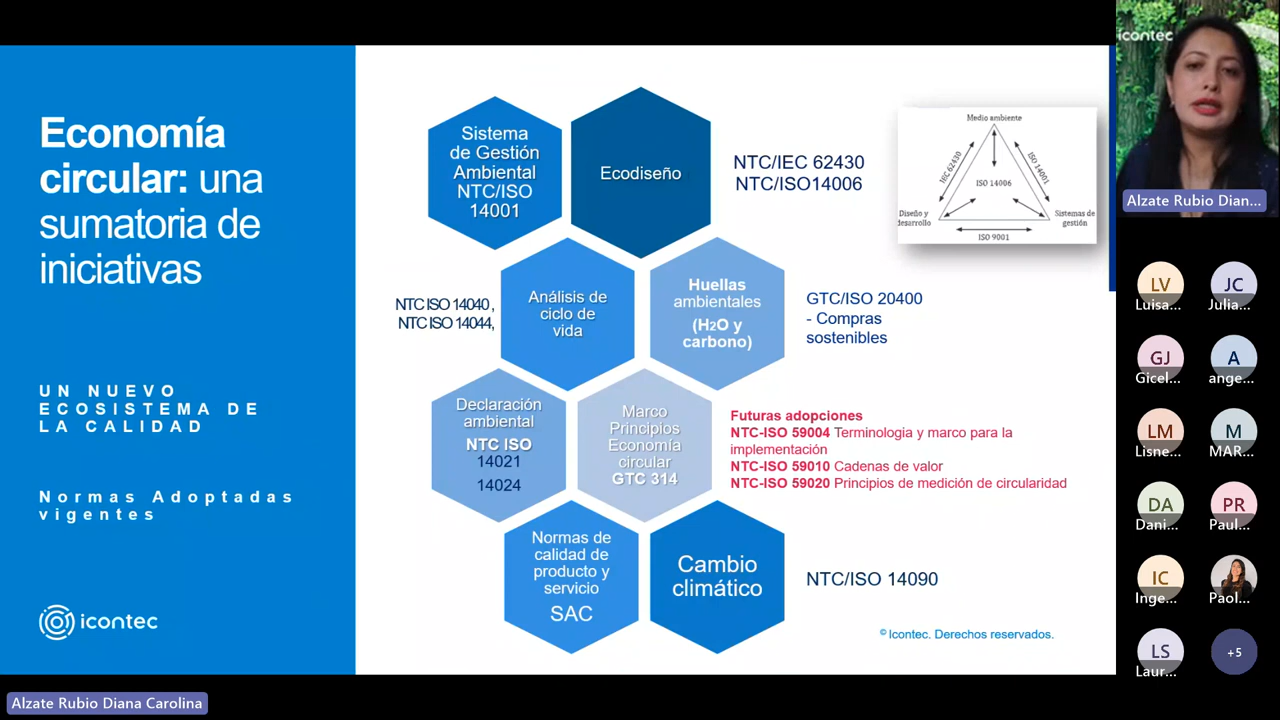 Economía
circular: una
sumatoria de
iniciativas
UN NUEVO
ECOSISTEMA DE
LA CALIDAD
Normas Adoptadas
vigentes
icontec
Sistema
de Gestión
Ambiental
NTC/ISO
14001
Ecodiseño
NTC/IEC 62430
NTC/ISO14006
Medio ambiente
IEC 62430
ISO 14001
ISO 14006
Diseño y
desarrollo
Sistemas de
gestión
ISO 9001
NTC ISO 14040 ,
NTC ISO 14044,
Análisis de
ciclo de
vida
Huellas
ambientales
(H2O y
carbono)
GTC/ISO 20400
- Compras
sostenibles
Declaración
ambiental
NTC ISO
14021
14024
Marco
Principios
Economía
circular
GTC 314
Futuras adopciones
NTC-ISO 59004 Terminologia y marco para la
implementación
NTC-ISO 59010 Cadenas de valor
NTC-ISO 59020 Principios de medición de circularidad
Normas de
calidad de
producto y
servicio
SAC
Cambio
climático
NTC/ISO 14090
© Icontec. Derechos reservados.
icontec
Alzate Rubio Dian...
LV
Luisa...
JC
Julia...
GJ
Gicel...
A
ange...
LM
Lisne...
M
MAR...
DA
Dani...
PR
Paul...
IC
Inge...
Paol...
LS
Laur...
+5
Alzate Rubio Diana Carolina